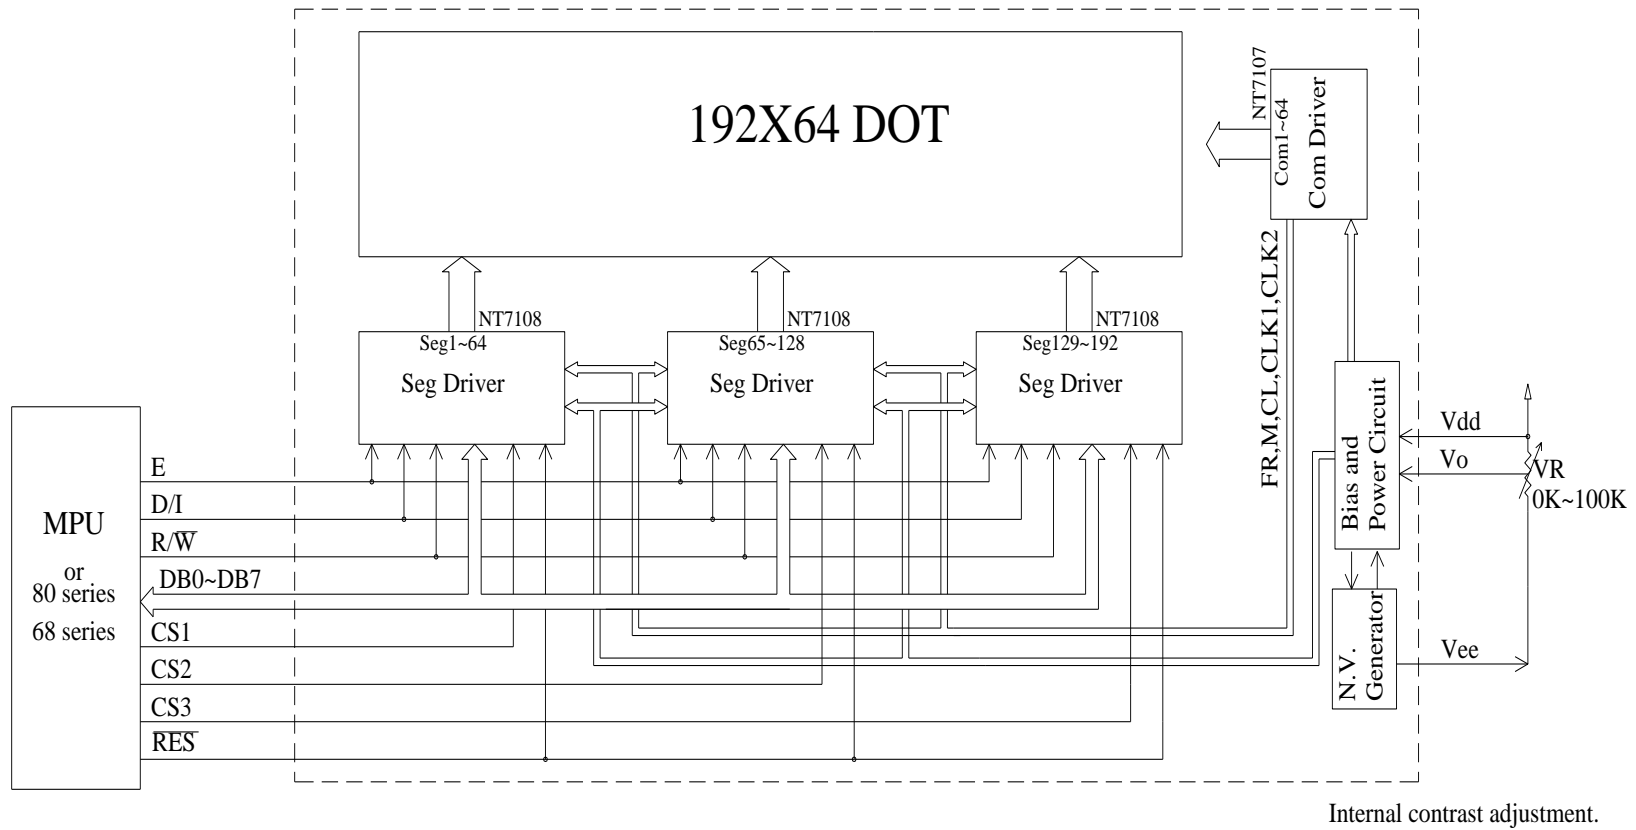 192X64 DOT
NT7107
Com1~64
Com Driver
FR,M,CL,CLK1,CLK2
NT7108
Seg1~64
Seg Driver
NT7108
Seg65~128
Seg Driver
NT7108
Seg129~192
Seg Driver
MPU
or
80 series
68 series
E
D/I
R/W̅
DB0~DB7
CS1
CS2
CS3
R̅E̅S̅
Bias and
Power Circuit
Vdd
Vo
VR
0K~100K
N.V.
Generator
Vee
Internal contrast adjustment.